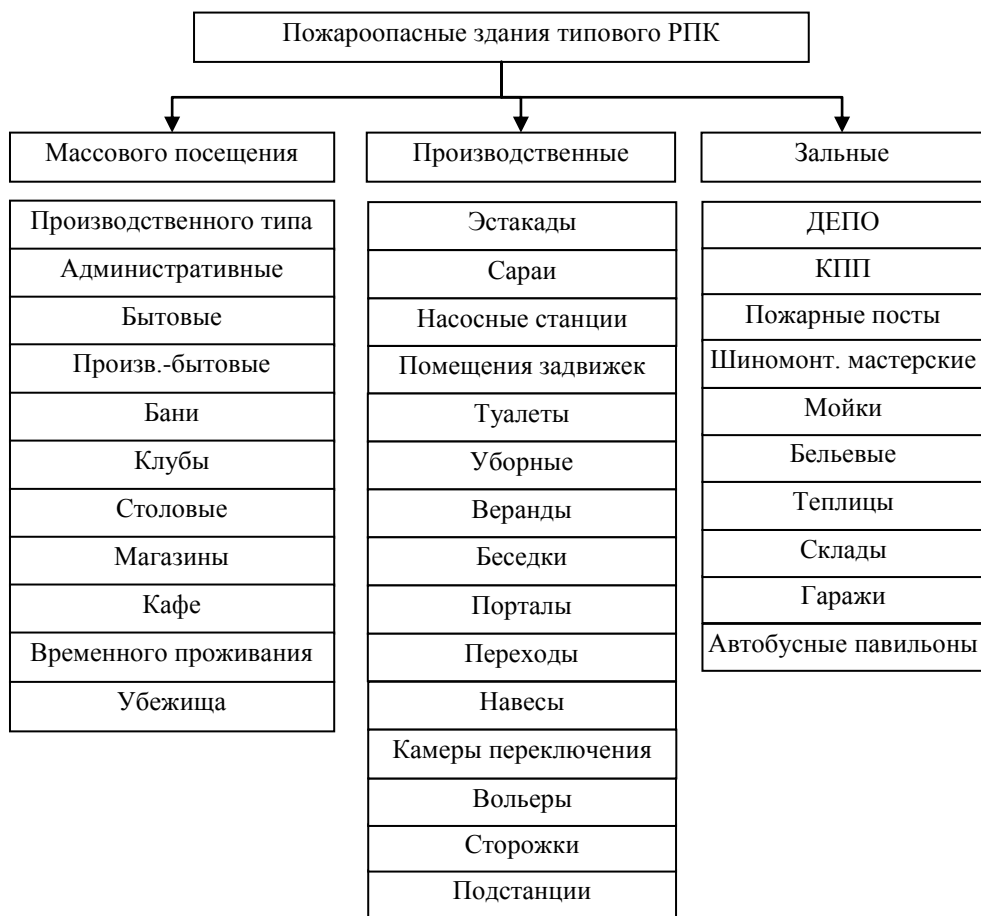 Пожароопасные здания типового РПК
Массового посещения
Производственные
Зальные
Производственного типа
Административные
Бытовые
Произв.-бытовые
Бани
Клубы
Столовые
Магазины
Кафе
Временного проживания
Убежища
Эстакады
Сараи
Насосные станции
Помещения задвижек
Туалеты
Уборные
Веранды
Беседки
Порталы
Переходы
Навесы
Камеры переключения
Вольеры
Сторожки
Подстанции
ДЕПО
КПП
Пожарные посты
Шиномонт. мастерские
Мойки
Бельевые
Теплицы
Склады
Гаражи
Автобусные павильоны